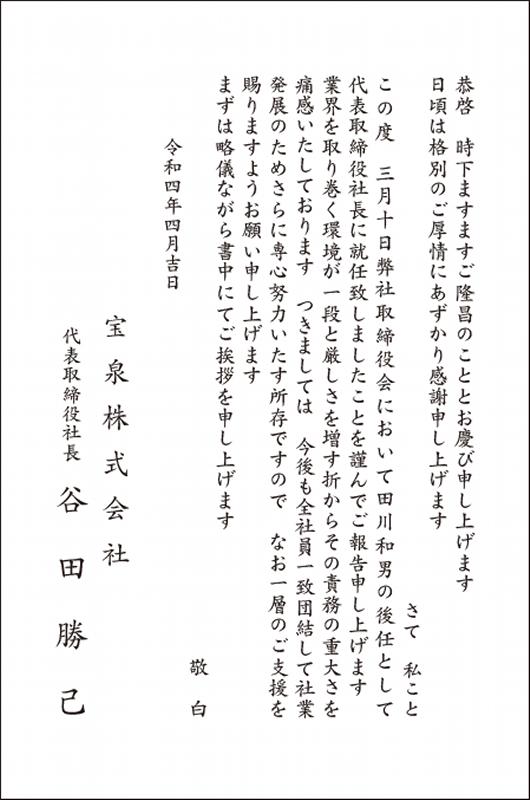 恭啓　時下ますますご隆昌のこととお慶び申し上げます
日頃は格別のご厚情にあずかり感謝申し上げます
さて　私こと
この度　三月十日弊社取締役会において田川和男の後任として
代表取締役社長に就任致しましたことを謹んでご報告申し上げます
業界を取り巻く環境が一段と厳しさを増す折からその責務の重大さを
痛感いたしております　つきましては　今後も全社員一致団結して社業
発展のためさらに専心努力いたす所存ですので　なお一層のご支援を
賜りますようお願い申し上げます
まずは略儀ながら書中にてご挨拶を申し上げます
敬白
令和四年四月吉日
宝泉株式会社
代表取締役社長　谷田勝己